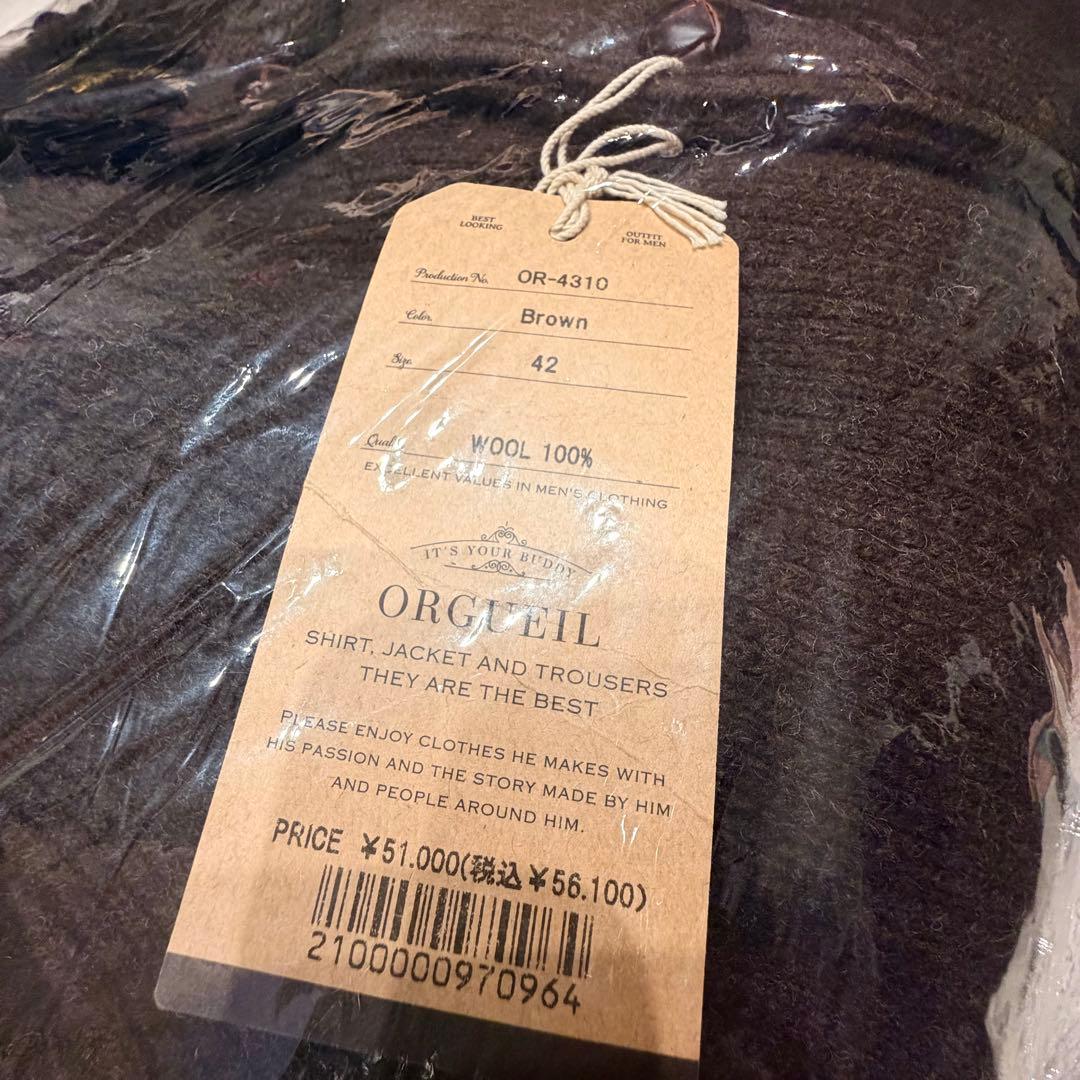 BEST
LOOKING
OUTFIT
FOR MEN
Production No. OR-4310
Color. Brown
Size. 42
WOOL 100%
EXCELLENT VALUES IN MEN'S CLOTHING
IT'S YOUR BUDDY
ORGUEIL
SHIRT, JACKET AND TROUSERS
THEY ARE THE BEST
PLEASE ENJOY CLOTHES HE MAKES WITH
HIS PASSION AND THE STORY MADE BY HIM
AND PEOPLE AROUND HIM.
PRICE ¥51.000(税込¥56.100)
2100000970964